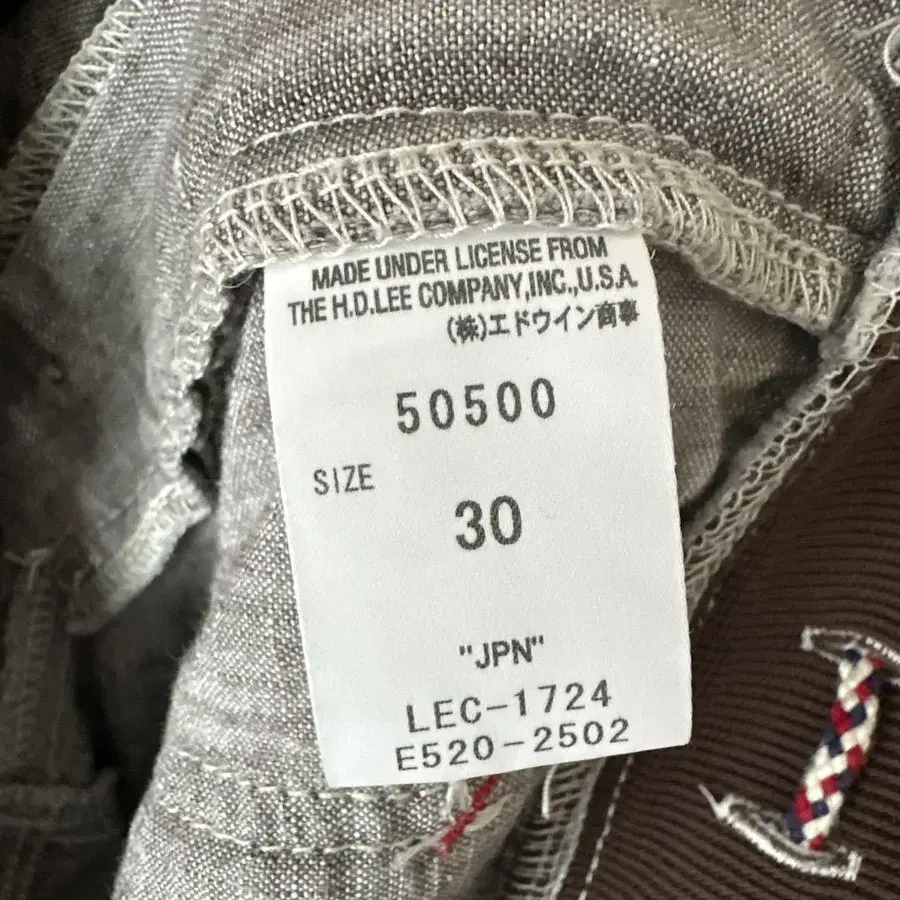 MADE UNDER LICENSE FROM
THE H.D.LEE COMPANY,INC.,U.S.A.
(株)エドウイン商事
50500
SIZE
30
"JPN"
LEC-1724
E520-2502